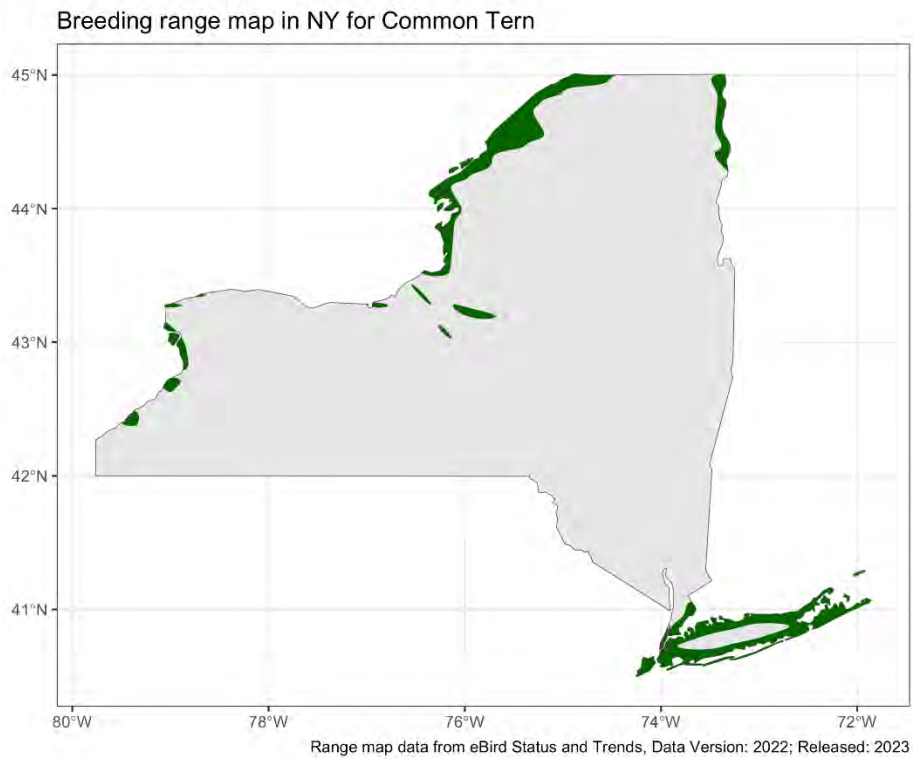 Breeding range map in NY for Common Tern
45°N
44°N
43°N
42°N
41°N
80°W
78°W
76°W
74°W
72°W
Range map data from eBird Status and Trends, Data Version: 2022; Released: 2023